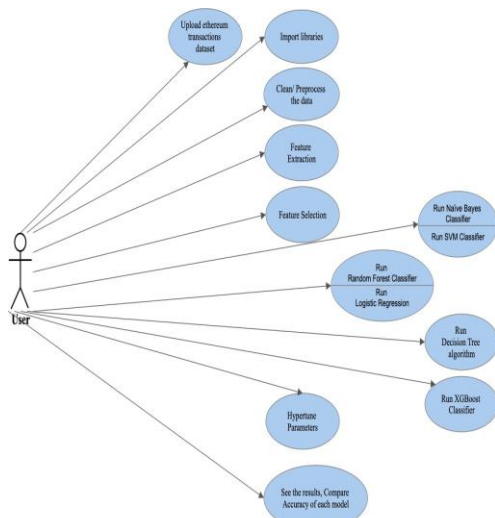 Upload ethereum
transactions
dataset
Import libraries
Clean/ Preprocess
the data
Feature
Extraction
Feature Selection
Run Naïve Bayes
Classifier
Run SVM Classifier
Run
Random Forest Classifier
Run
Logistic Regression
User
Run
Decision Tree
algorithm
Run XGBoost
Classifier
Hypertune
Parameters
See the results, Compare
Accuracy of each model